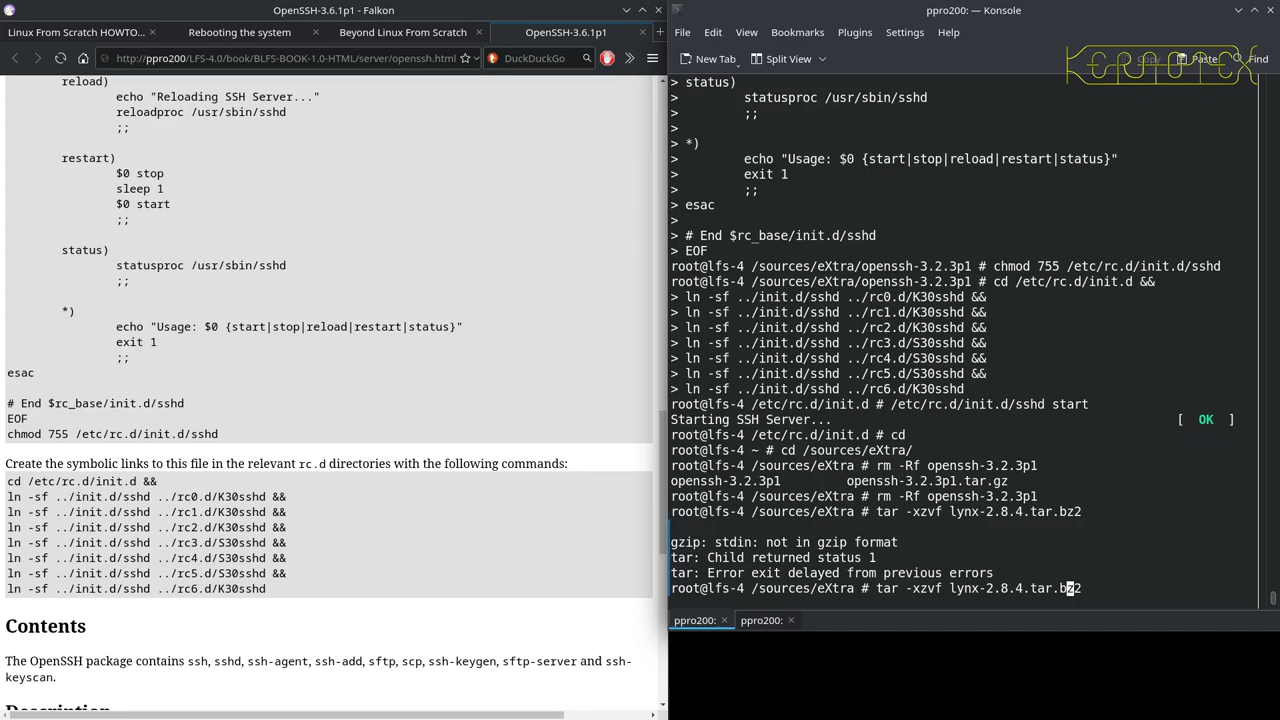 OpenSSH-3.6.1p1 - Falkon
Linux From Scratch HOWTO... × Rebooting the system × Beyond Linux From Scratch × OpenSSH-3.6.1p1 ×
http://ppro200/LFS-4.0/book/BLFS-BOOK-1.0-HTML/server/openssh.html DuckDuckGo
reload)
echo "Reloading SSH Server..."
reloadproc /usr/sbin/sshd
;;
restart)
$0 stop
sleep 1
$0 start
;;
status)
statusproc /usr/sbin/sshd
;;
*)
echo "Usage: $0 {start|stop|reload|restart|status}"
exit 1
;;
esac
# End $rc_base/init.d/sshd
EOF
chmod 755 /etc/rc.d/init.d/sshd
Create the symbolic links to this file in the relevant rc.d directories with the following commands:
cd /etc/rc.d/init.d &&
ln -sf ../init.d/sshd ../rc0.d/K30sshd &&
ln -sf ../init.d/sshd ../rc1.d/K30sshd &&
ln -sf ../init.d/sshd ../rc2.d/K30sshd &&
ln -sf ../init.d/sshd ../rc3.d/S30sshd &&
ln -sf ../init.d/sshd ../rc4.d/S30sshd &&
ln -sf ../init.d/sshd ../rc5.d/S30sshd &&
ln -sf ../init.d/sshd ../rc6.d/K30sshd
Contents
The OpenSSH package contains ssh, sshd, ssh-agent, ssh-add, sftp, scp, ssh-keygen, sftp-server and ssh-
keyscan.
Description
ppro200: — Konsole
File Edit View Bookmarks Plugins Settings Help
New Tab Split View Copy Paste Find
> status)
> statusproc /usr/sbin/sshd
> ;;
>
> *)
> echo "Usage: $0 {start|stop|reload|restart|status}"
> exit 1
> ;;
> esac
>
> # End $rc_base/init.d/sshd
> EOF
root@lfs-4 /sources/eXtra/openssh-3.2.3p1 # chmod 755 /etc/rc.d/init.d/sshd
root@lfs-4 /sources/eXtra/openssh-3.2.3p1 # cd /etc/rc.d/init.d &&
> ln -sf ../init.d/sshd ../rc0.d/K30sshd &&
> ln -sf ../init.d/sshd ../rc1.d/K30sshd &&
> ln -sf ../init.d/sshd ../rc2.d/K30sshd &&
> ln -sf ../init.d/sshd ../rc3.d/S30sshd &&
> ln -sf ../init.d/sshd ../rc4.d/S30sshd &&
> ln -sf ../init.d/sshd ../rc5.d/S30sshd &&
> ln -sf ../init.d/sshd ../rc6.d/K30sshd
root@lfs-4 /etc/rc.d/init.d # /etc/rc.d/init.d/sshd start
Starting SSH Server... [ OK ]
root@lfs-4 /etc/rc.d/init.d # cd
root@lfs-4 ~ # cd /sources/eXtra/
root@lfs-4 /sources/eXtra # rm -Rf openssh-3.2.3p1
openssh-3.2.3p1 openssh-3.2.3p1.tar.gz
root@lfs-4 /sources/eXtra # rm -Rf openssh-3.2.3p1
root@lfs-4 /sources/eXtra # tar -xzvf lynx-2.8.4.tar.bz2
gzip: stdin: not in gzip format
tar: Child returned status 1
tar: Error exit delayed from previous errors
root@lfs-4 /sources/eXtra # tar -xzvf lynx-2.8.4.tar.bz2
ppro200: × ppro200: ×